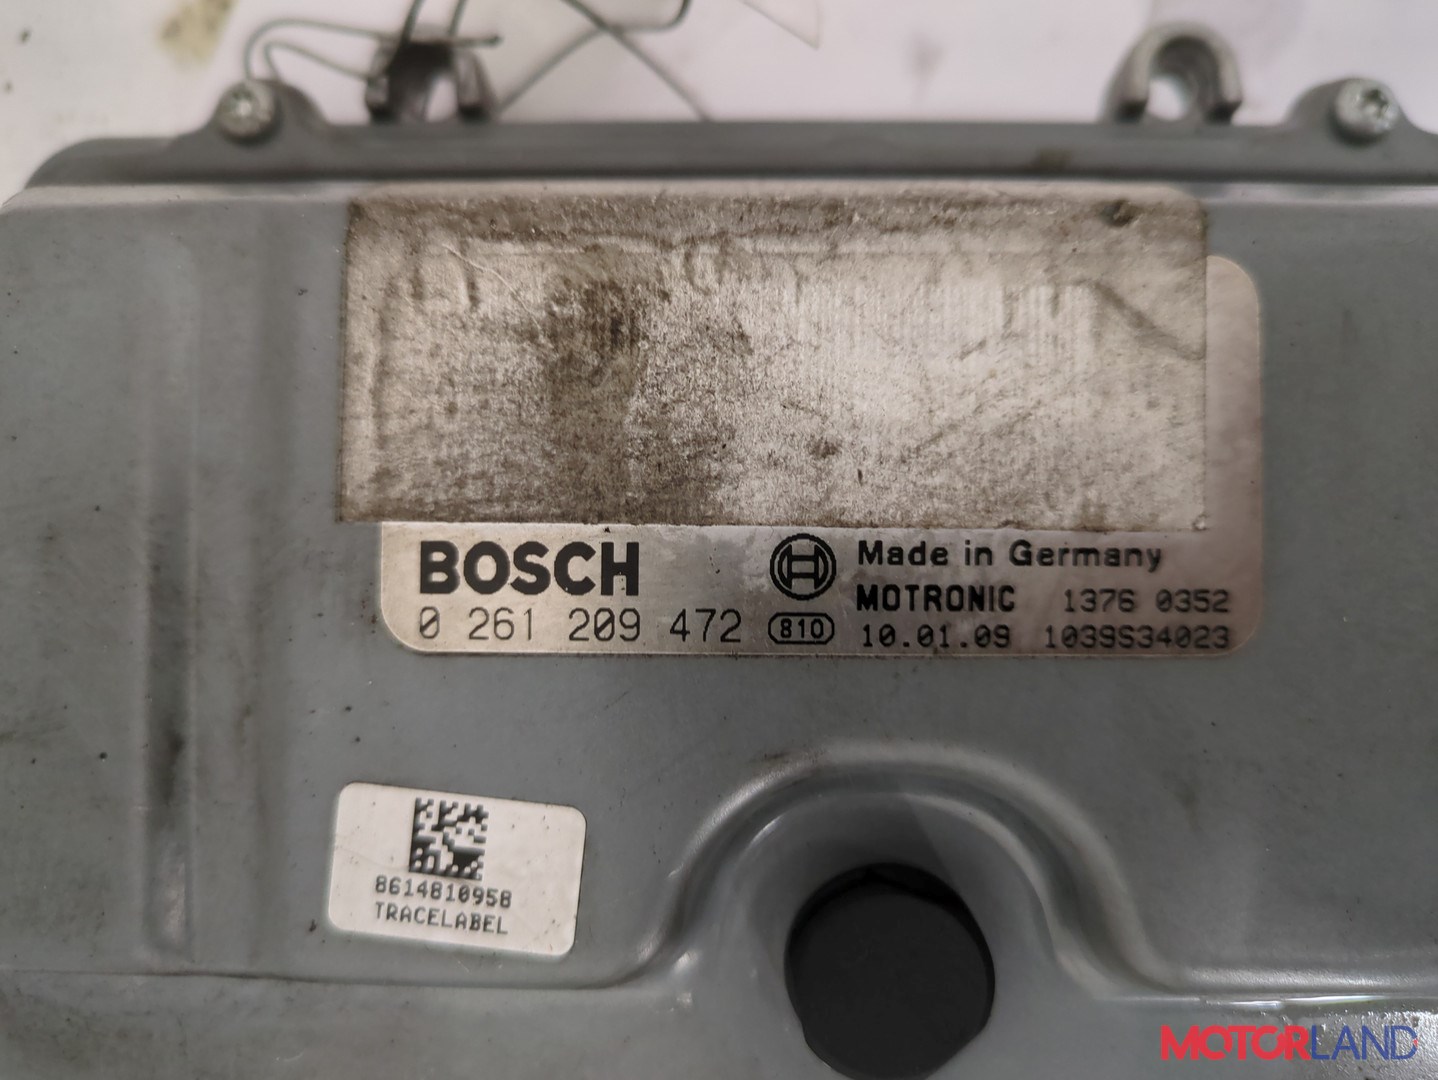 BOSCH
Made in Germany
MOTRONIC 1376 0352
0 261 209 472 810 10.01.09 1039S34023
8614810958
TRACELABEL
MOTORLAND